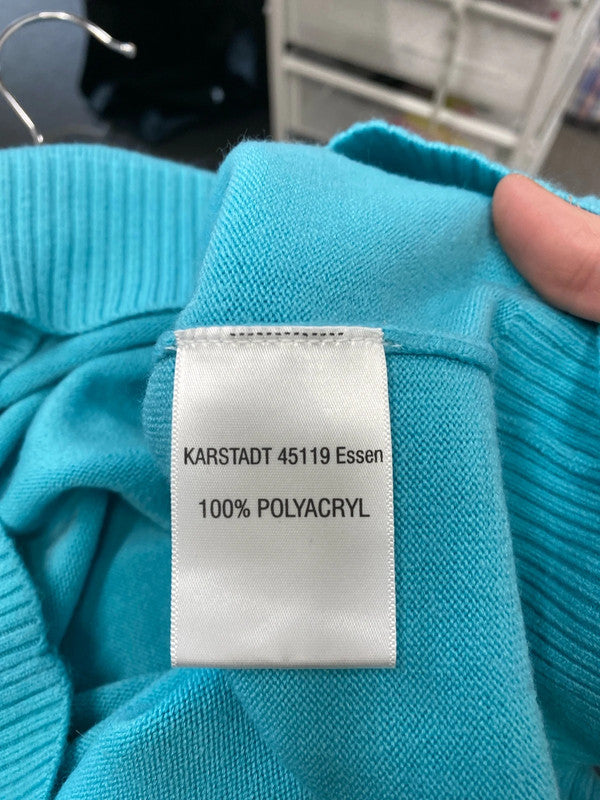 KARSTADT 45119 Essen
100% POLYACRYL